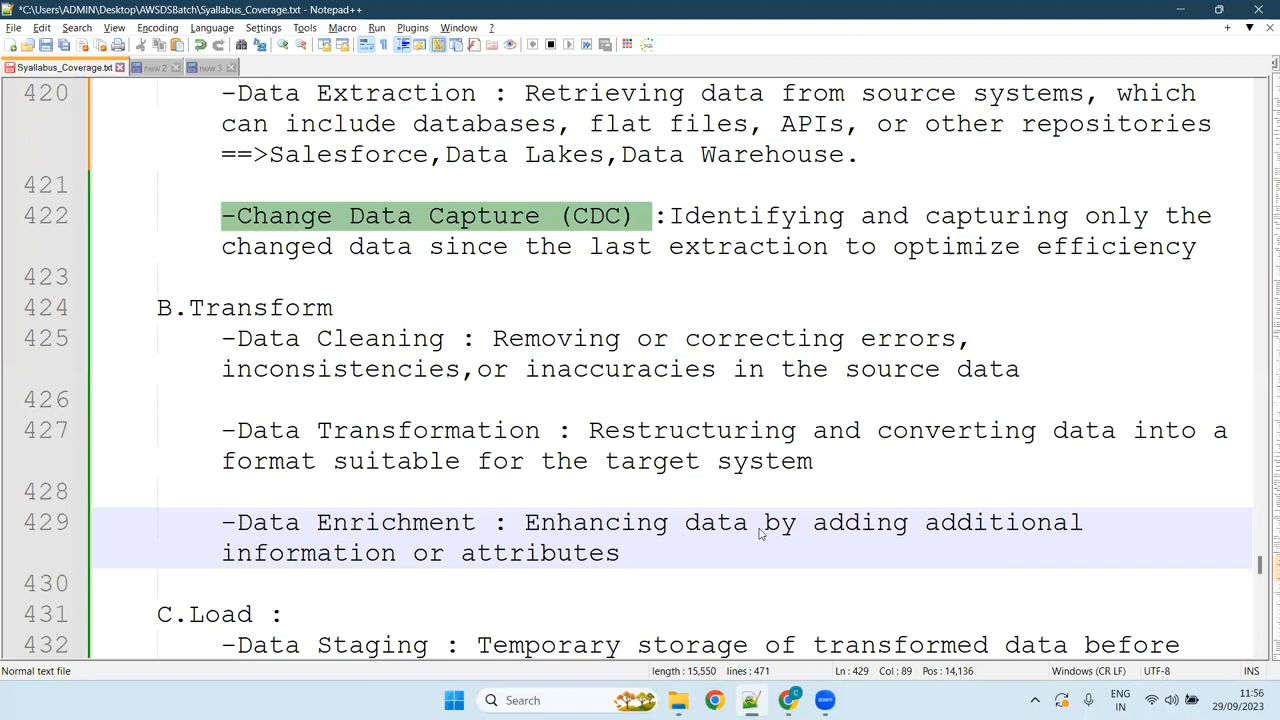 *C:\Users\ADMIN\Desktop\AWSDSBatch\Syallabus_Coverage.txt - Notepad++
File Edit Search View Encoding Language Settings Tools Macro Run Plugins Window ?
Syallabus_Coverage.txt new 2 new 3
420 -Data Extraction : Retrieving data from source systems, which
can include databases, flat files, APIs, or other repositories
==>Salesforce,Data Lakes,Data Warehouse.
421
422 -Change Data Capture (CDC) :Identifying and capturing only the
changed data since the last extraction to optimize efficiency
423
424 B.Transform
425 -Data Cleaning : Removing or correcting errors,
inconsistencies,or inaccuracies in the source data
426
427 -Data Transformation : Restructuring and converting data into a
format suitable for the target system
428
429 -Data Enrichment : Enhancing data by adding additional
information or attributes
430
431 C.Load :
432 -Data Staging : Temporary storage of transformed data before
Normal text file length : 15,550 lines : 471 Ln : 429 Col : 89 Pos : 14,136 Windows (CR LF) UTF-8 INS
Search zoom ENG IN 11:56 29/09/2023